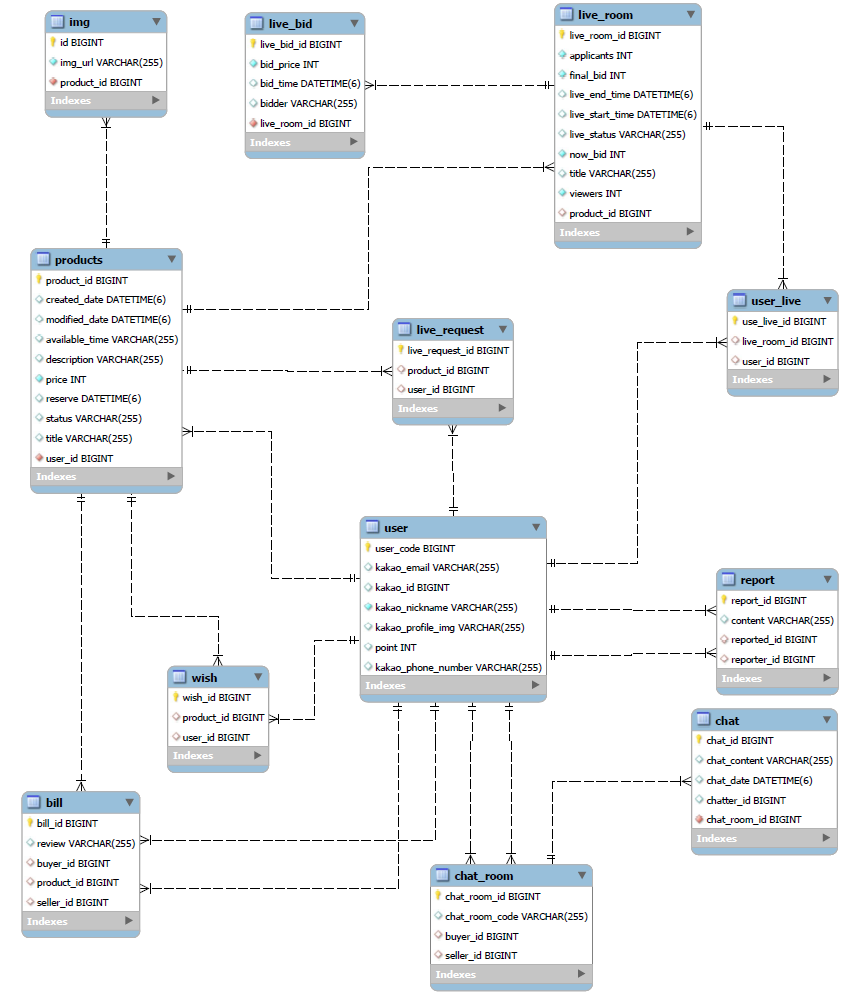 img
id BIGINT
img_url VARCHAR(255)
product_id BIGINT
Indexes
live_bid
live_bid_id BIGINT
bid_price INT
bid_time DATETIME(6)
bidder VARCHAR(255)
live_room_id BIGINT
Indexes
live_room
live_room_id BIGINT
applicants INT
final_bid INT
live_end_time DATETIME(6)
live_start_time DATETIME(6)
live_status VARCHAR(255)
now_bid INT
title VARCHAR(255)
viewers INT
product_id BIGINT
Indexes
products
product_id BIGINT
created_date DATETIME(6)
modified_date DATETIME(6)
available_time VARCHAR(255)
description VARCHAR(255)
price INT
reserve DATETIME(6)
status VARCHAR(255)
title VARCHAR(255)
user_id BIGINT
Indexes
live_request
live_request_id BIGINT
product_id BIGINT
user_id BIGINT
Indexes
user_live
use_live_id BIGINT
live_room_id BIGINT
user_id BIGINT
Indexes
user
user_code BIGINT
kakao_email VARCHAR(255)
kakao_id BIGINT
kakao_nickname VARCHAR(255)
kakao_profile_img VARCHAR(255)
point INT
kakao_phone_number VARCHAR(255)
Indexes
report
report_id BIGINT
content VARCHAR(255)
reported_id BIGINT
reporter_id BIGINT
Indexes
wish
wish_id BIGINT
product_id BIGINT
user_id BIGINT
Indexes
chat
chat_id BIGINT
chat_content VARCHAR(255)
chat_date DATETIME(6)
chatter_id BIGINT
chat_room_id BIGINT
Indexes
bill
bill_id BIGINT
review VARCHAR(255)
buyer_id BIGINT
product_id BIGINT
seller_id BIGINT
Indexes
chat_room
chat_room_id BIGINT
chat_room_code VARCHAR(255)
buyer_id BIGINT
seller_id BIGINT
Indexes